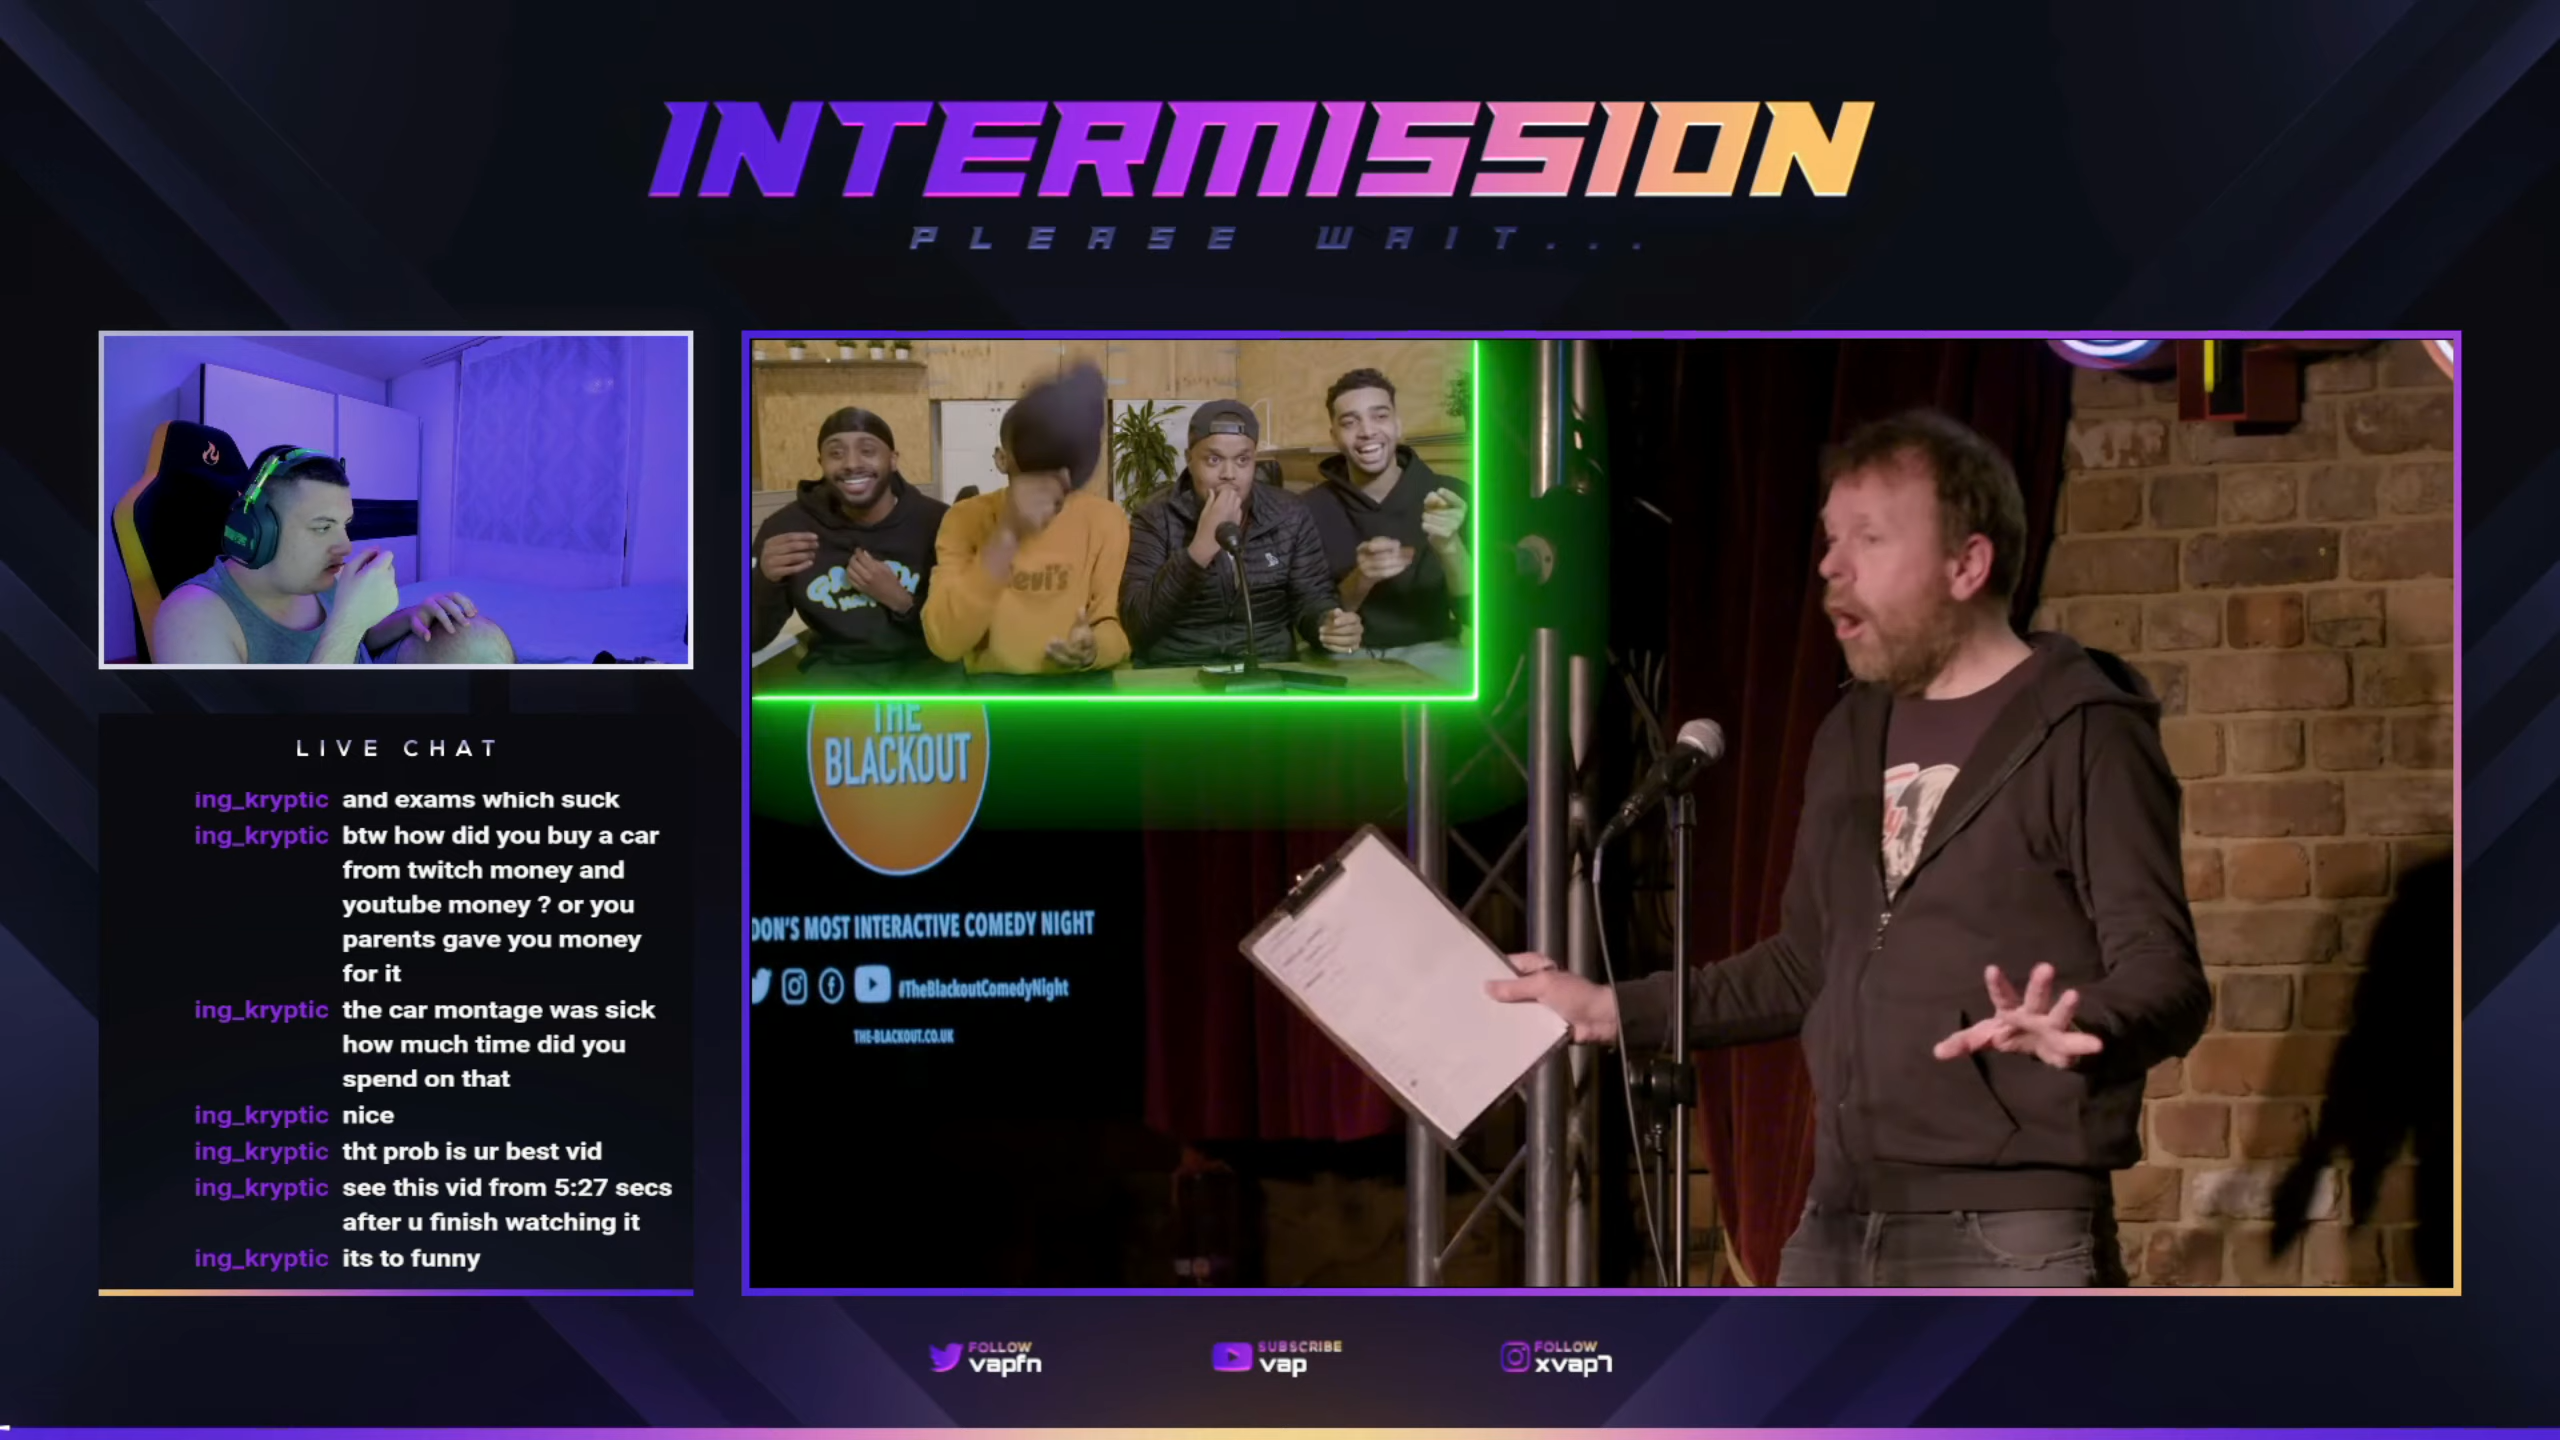 INTERMISSION
PLEASE WAIT...
Levi's
THE
BLACKOUT
DON'S MOST INTERACTIVE COMEDY NIGHT
#TheBlackoutComedyNight
THE-BLACKOUT.CO.UK
LIVE CHAT
ing_kryptic and exams which suck
ing_kryptic btw how did you buy a car
from twitch money and
youtube money ? or you
parents gave you money
for it
ing_kryptic the car montage was sick
how much time did you
spend on that
ing_kryptic nice
ing_kryptic tht prob is ur best vid
ing_kryptic see this vid from 5:27 secs
after u finish watching it
ing_kryptic its to funny
FOLLOW
vapfn
SUBSCRIBE
vap
FOLLOW
xvap7